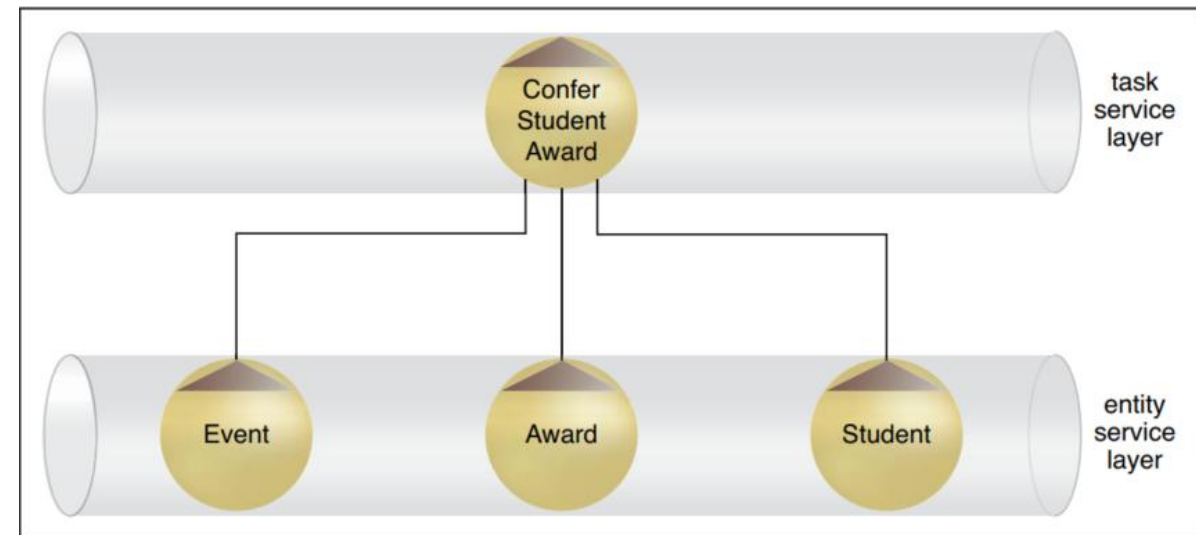 Confer
Student
Award
task
service
layer
Event
Award
Student
entity
service
layer